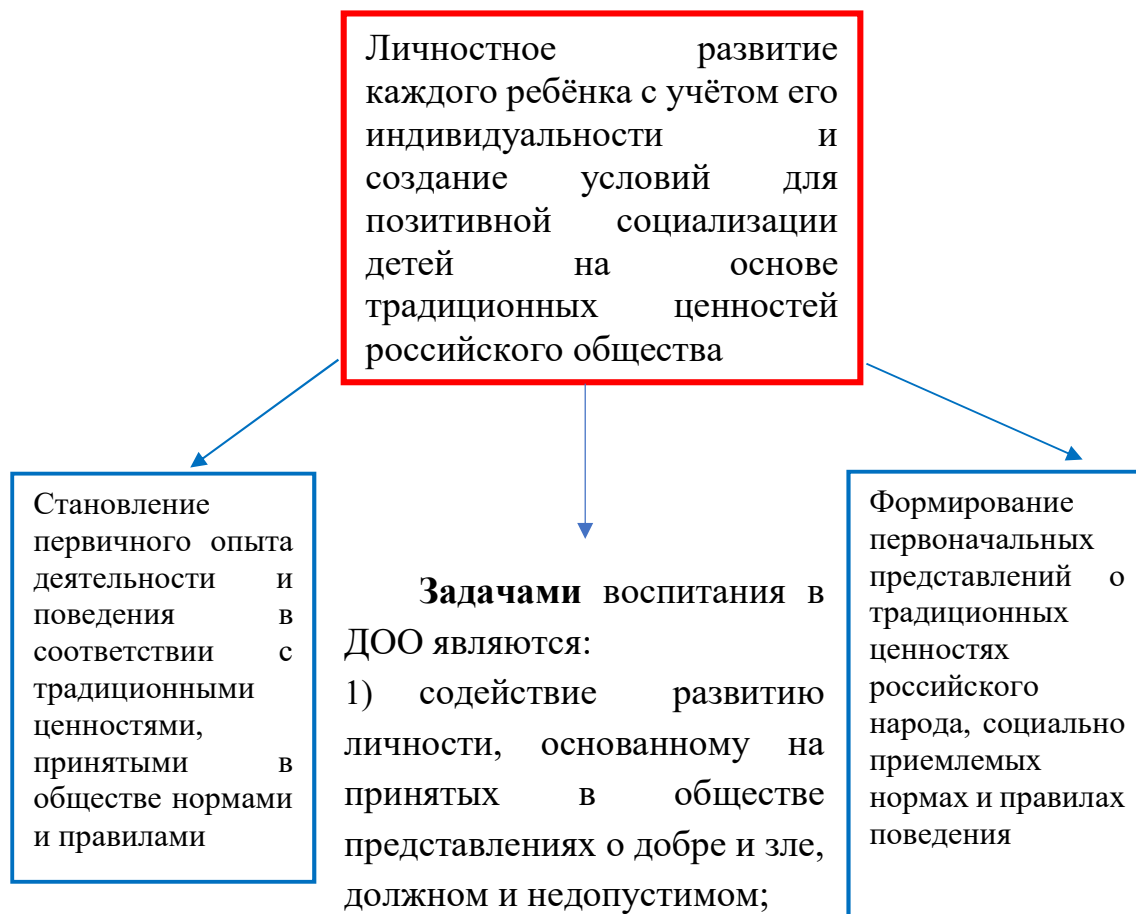 Личностное развитие
каждого ребёнка с учётом его
индивидуальности и
создание условий для
позитивной социализации
детей на основе
традиционных ценностей
российского общества
Становление
первичного опыта
деятельности и
поведения в
соответствии с
традиционными
ценностями,
принятыми в
обществе нормами
и правилами
Задачами воспитания в
ДОО являются:
1) содействие развитию
личности, основанному на
принятых в обществе
представлениях о добре и зле,
должном и недопустимом;
Формирование
первоначальных
представлений о
традиционных
ценностях
российского
народа, социально
приемлемых
нормах и правилах
поведения